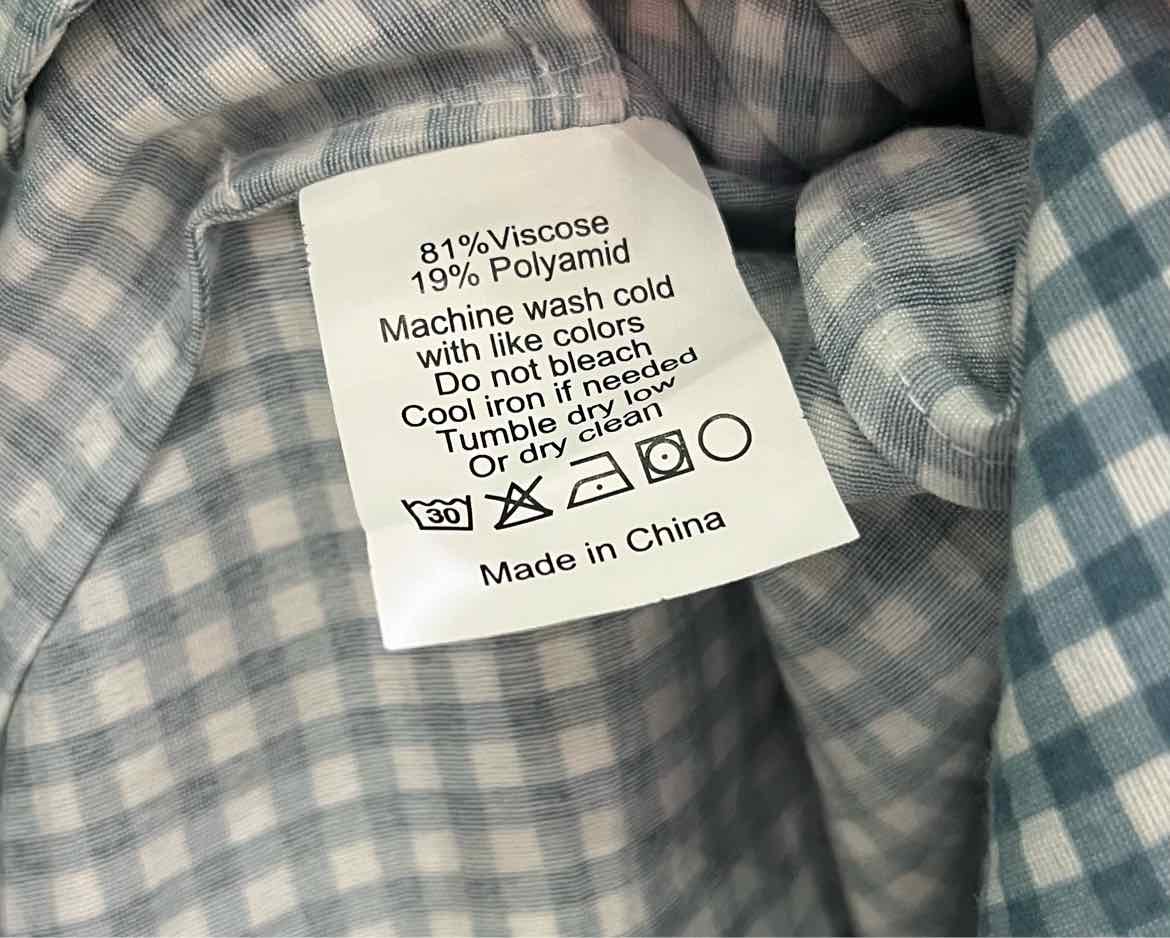 81%Viscose
19% Polyamid
Machine wash cold
with like colors
Do not bleach
Cool iron if needed
Tumble dry low
Or dry clean
30
Made in China